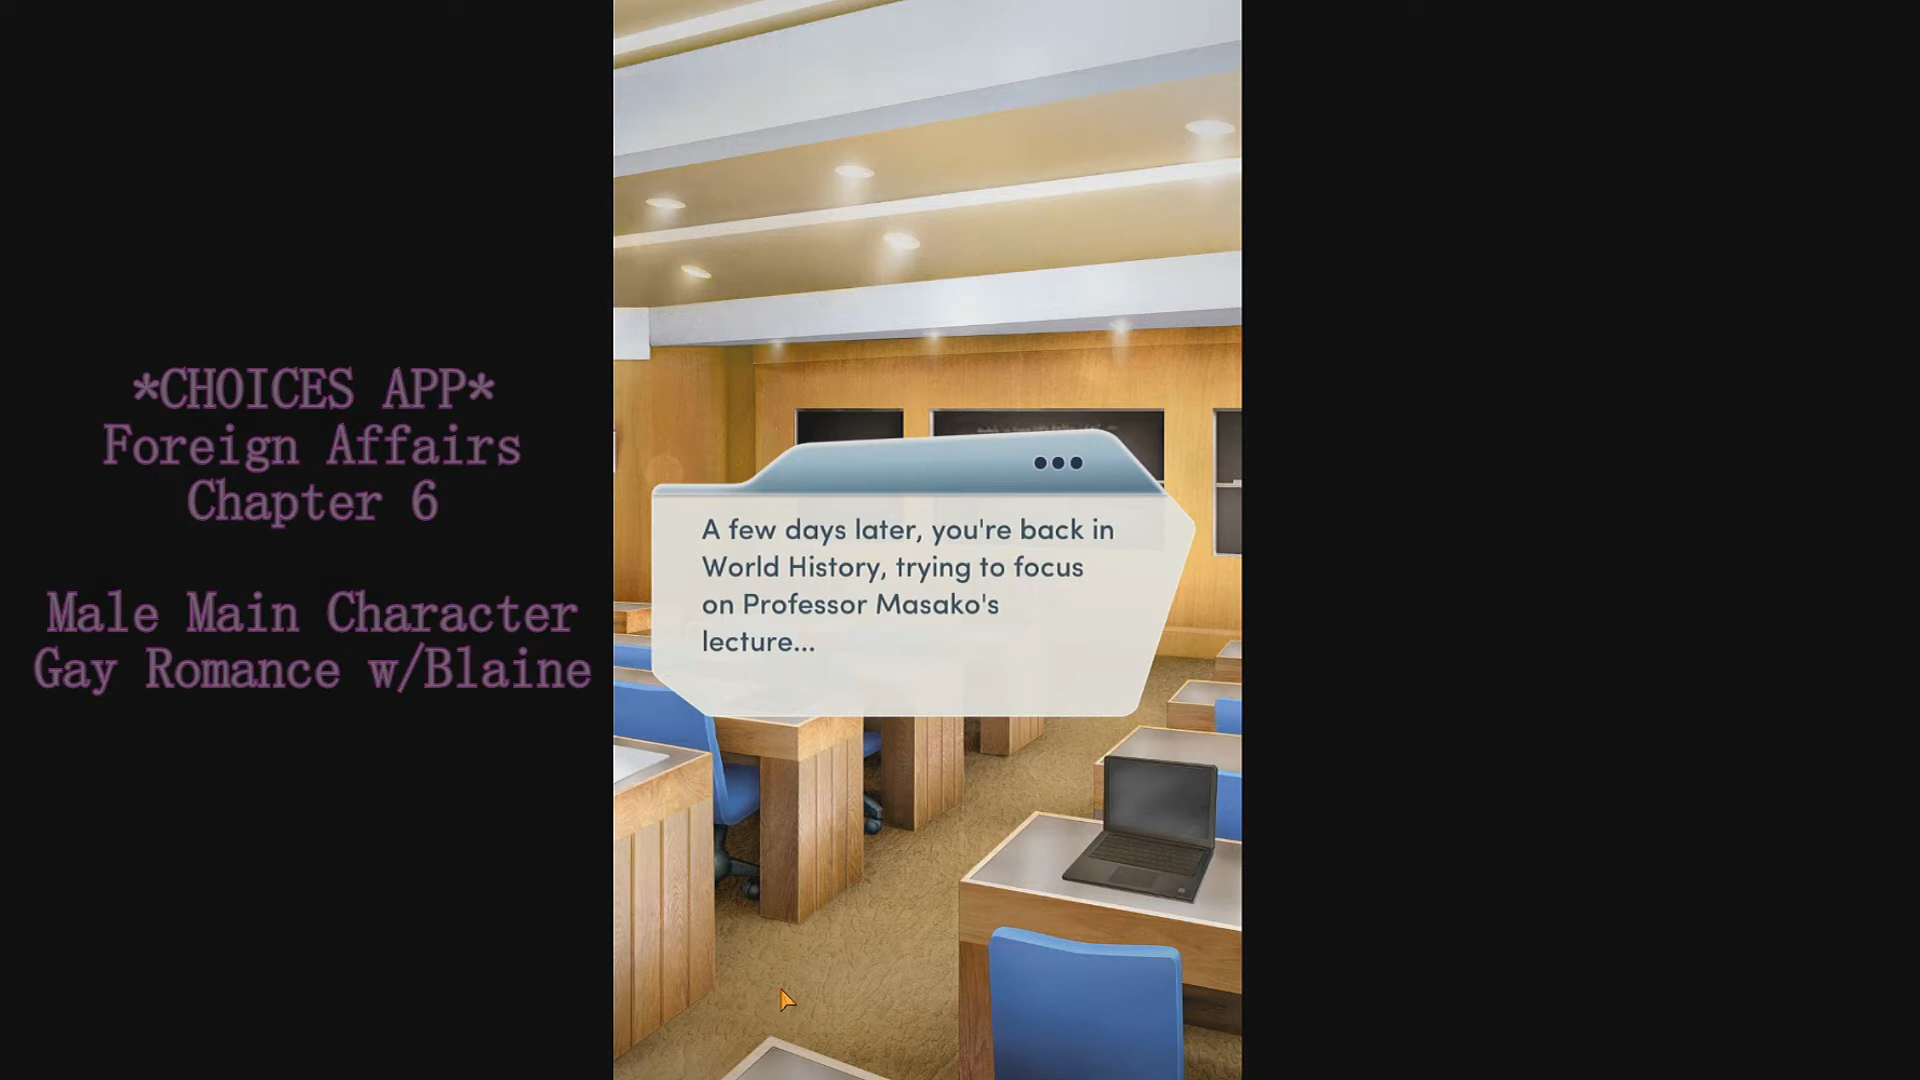 *CHOICES APP*
Foreign Affairs
Chapter 6
Male Main Character
Gay Romance w/Blaine
A few days later, you're back in
World History, trying to focus
on Professor Masako's
lecture...